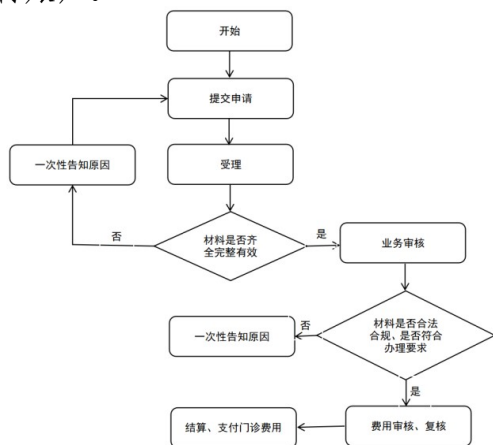 开始
提交申请
一次性告知原因
受理
否
材料是否齐
全完整有效
是
业务审核
一次性告知原因
否
材料是否合法
合规、是否符合
办理要求
是
结算、支付门诊费用
费用审核、复核